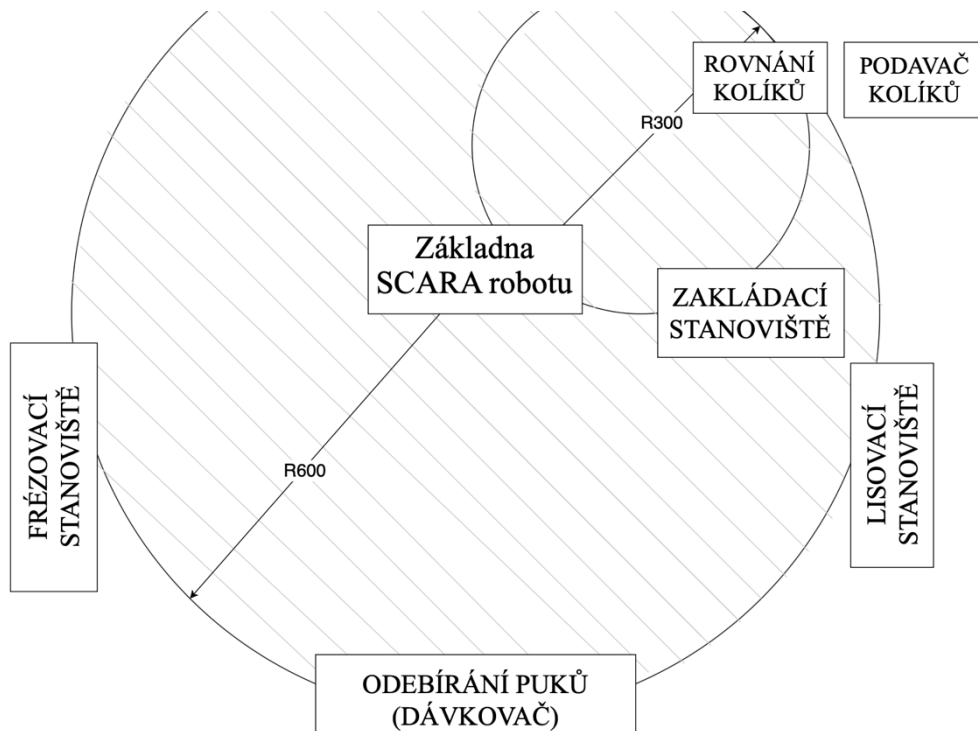 ROVNÁNÍ
KOLÍKŮ
PODAVAČ
KOLÍKŮ
R300
Základna
SCARA robotu
ZAKLÁDACÍ
STANOVIŠTĚ
FRÉZOVACÍ
STANOVIŠTĚ
LISOVACÍ
STANOVIŠTĚ
R600
ODEBÍRÁNÍ PUKŮ
(DÁVKOVAČ)